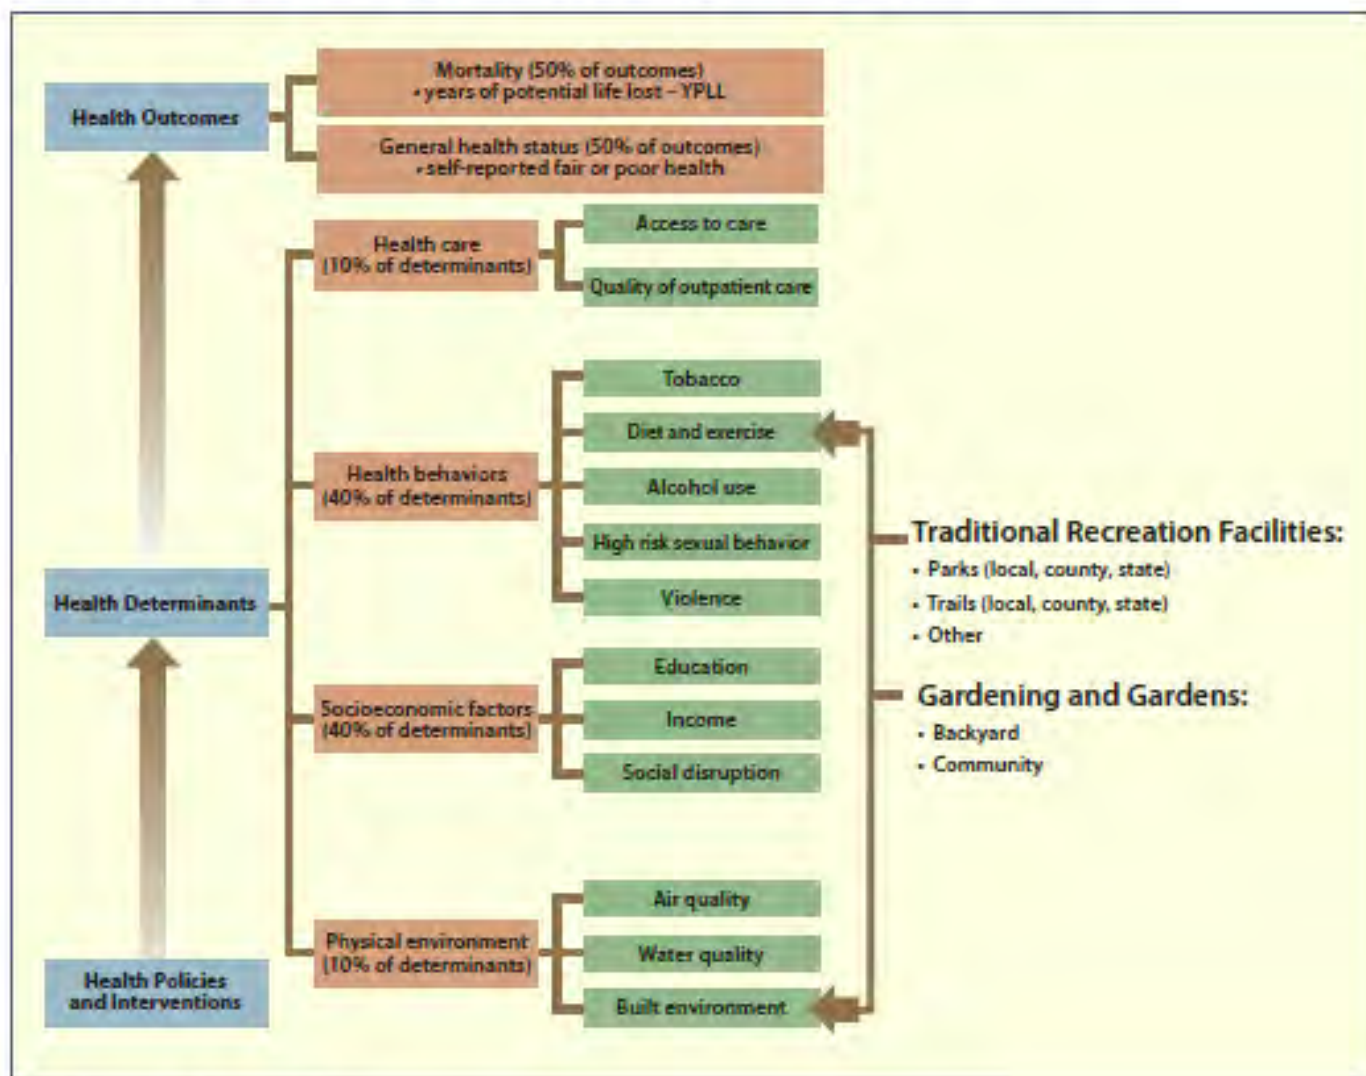 Health Outcomes
Mortality (50% of outcomes)
• years of potential life lost – YPLL
General health status (50% of outcomes)
• self-reported fair or poor health
Health care
(10% of determinants)
Access to care
Quality of outpatient care
Health behaviors
(40% of determinants)
Tobacco
Diet and exercise
Alcohol use
High risk sexual behavior
Violence
Health Determinants
Socioeconomic factors
(40% of determinants)
Education
Income
Social disruption
Physical environment
(10% of determinants)
Air quality
Water quality
Built environment
Health Policies
and Interventions
Traditional Recreation Facilities:
• Parks (local, county, state)
• Trails (local, county, state)
• Other
Gardening and Gardens:
• Backyard
• Community